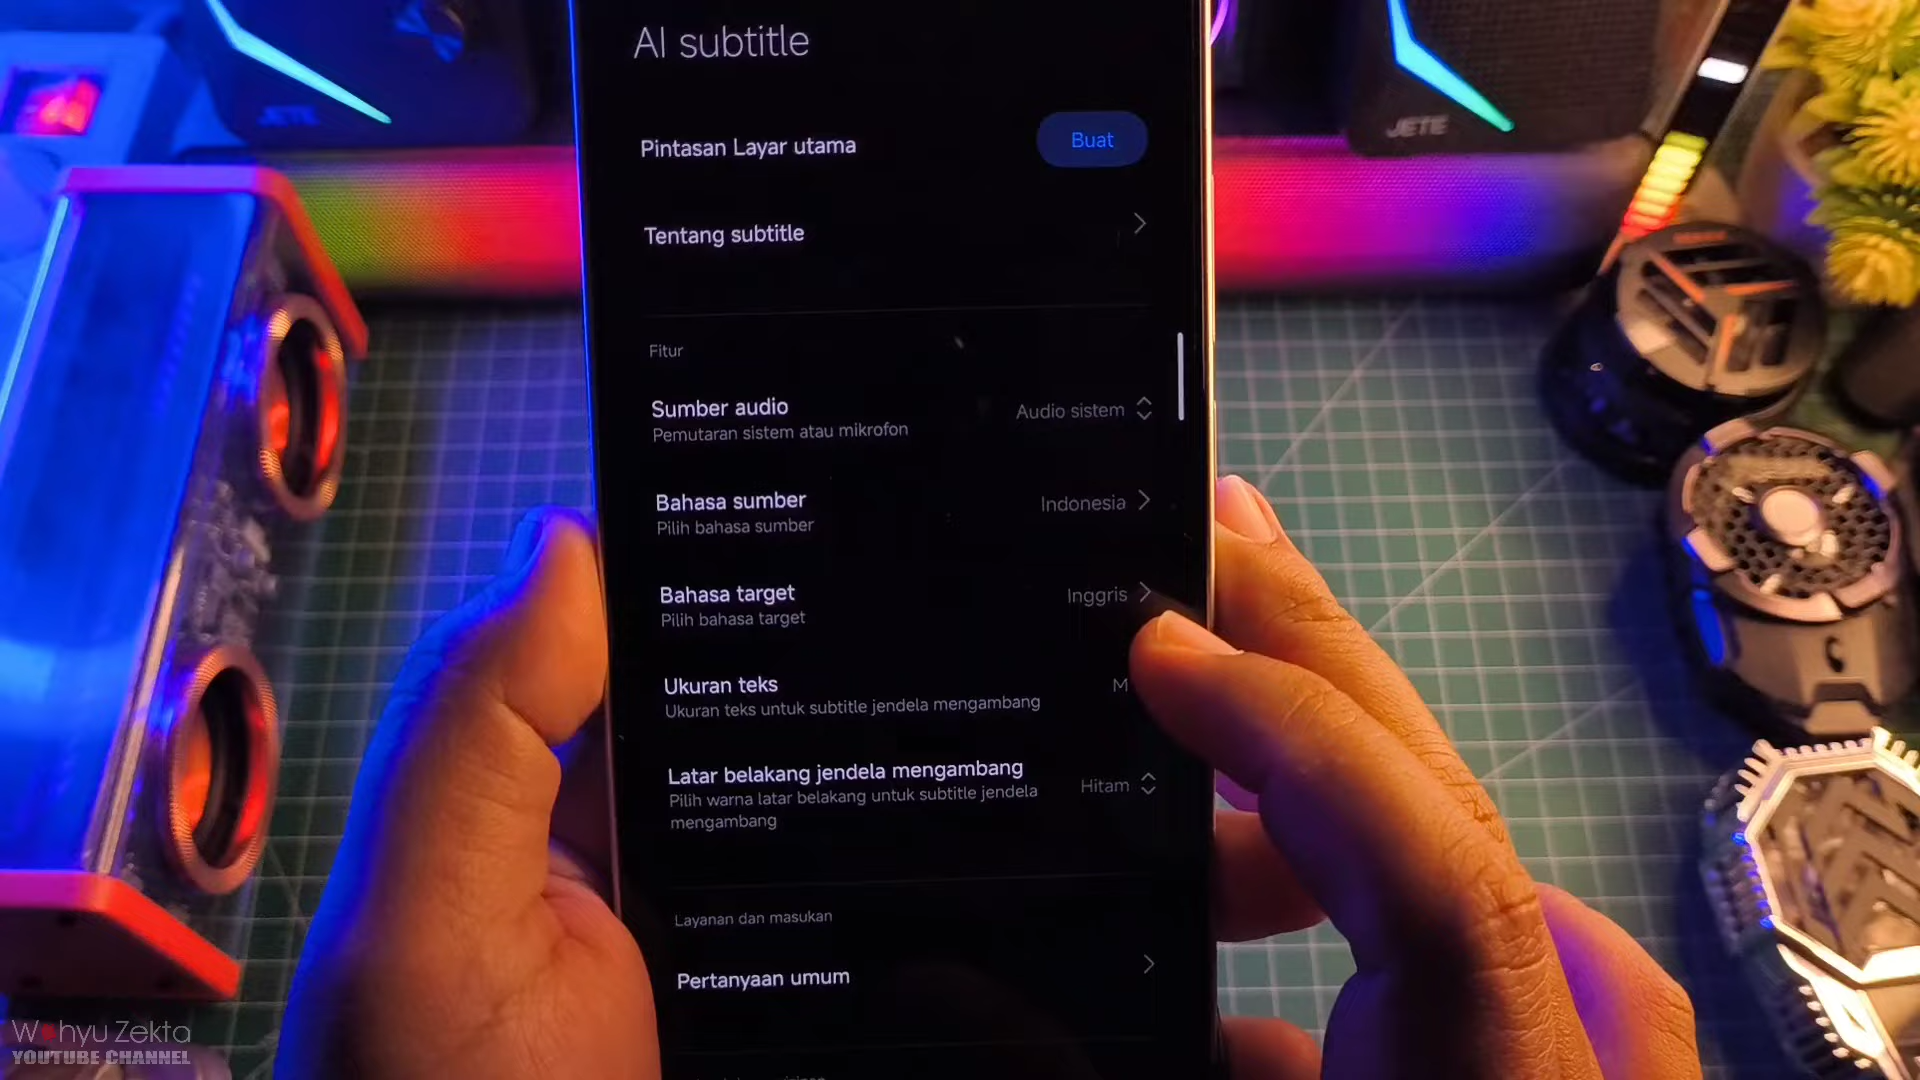 AI subtitle
Pintasan Layar utama
Buat
Tentang subtitle
Fitur
Sumber audio
Audio sistem
Pemutaran sistem atau mikrofon
Bahasa sumber
Indonesia
Pilih bahasa sumber
Bahasa target
Inggris
Pilih bahasa target
Ukuran teks
M
Ukuran teks untuk subtitle jendela mengambang
Latar belakang jendela mengambang
Hitam
Pilih warna latar belakang untuk subtitle jendela
mengambang
Layanan dan masukan
Pertanyaan umum
JETE
JETE
Wahyu Zekta
YOUTUBE CHANNEL